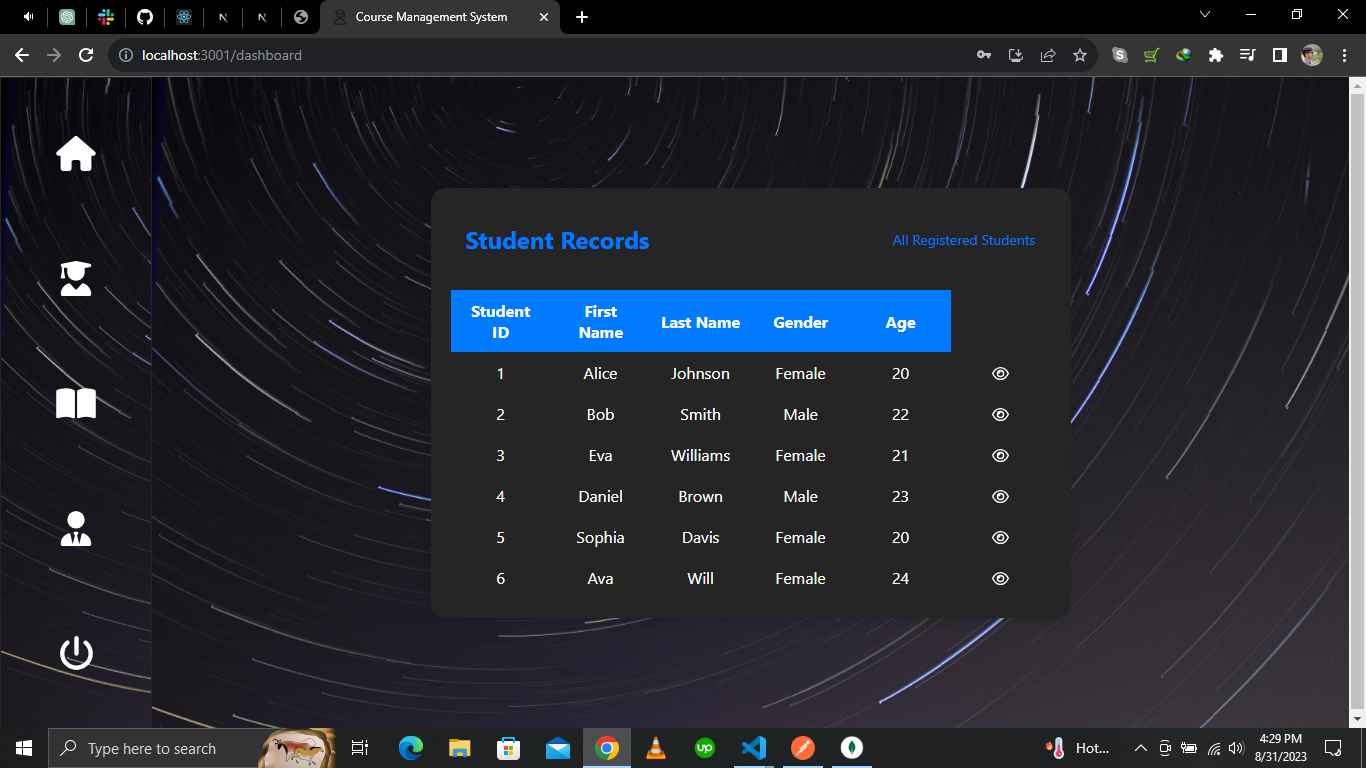 Course Management System
localhost:3001/dashboard
Student Records
All Registered Students
Student ID First Name Last Name Gender Age
1 Alice Johnson Female 20
2 Bob Smith Male 22
3 Eva Williams Female 21
4 Daniel Brown Male 23
5 Sophia Davis Female 20
6 Ava Will Female 24
Type here to search
up
Hot...
4:29 PM
8/31/2023